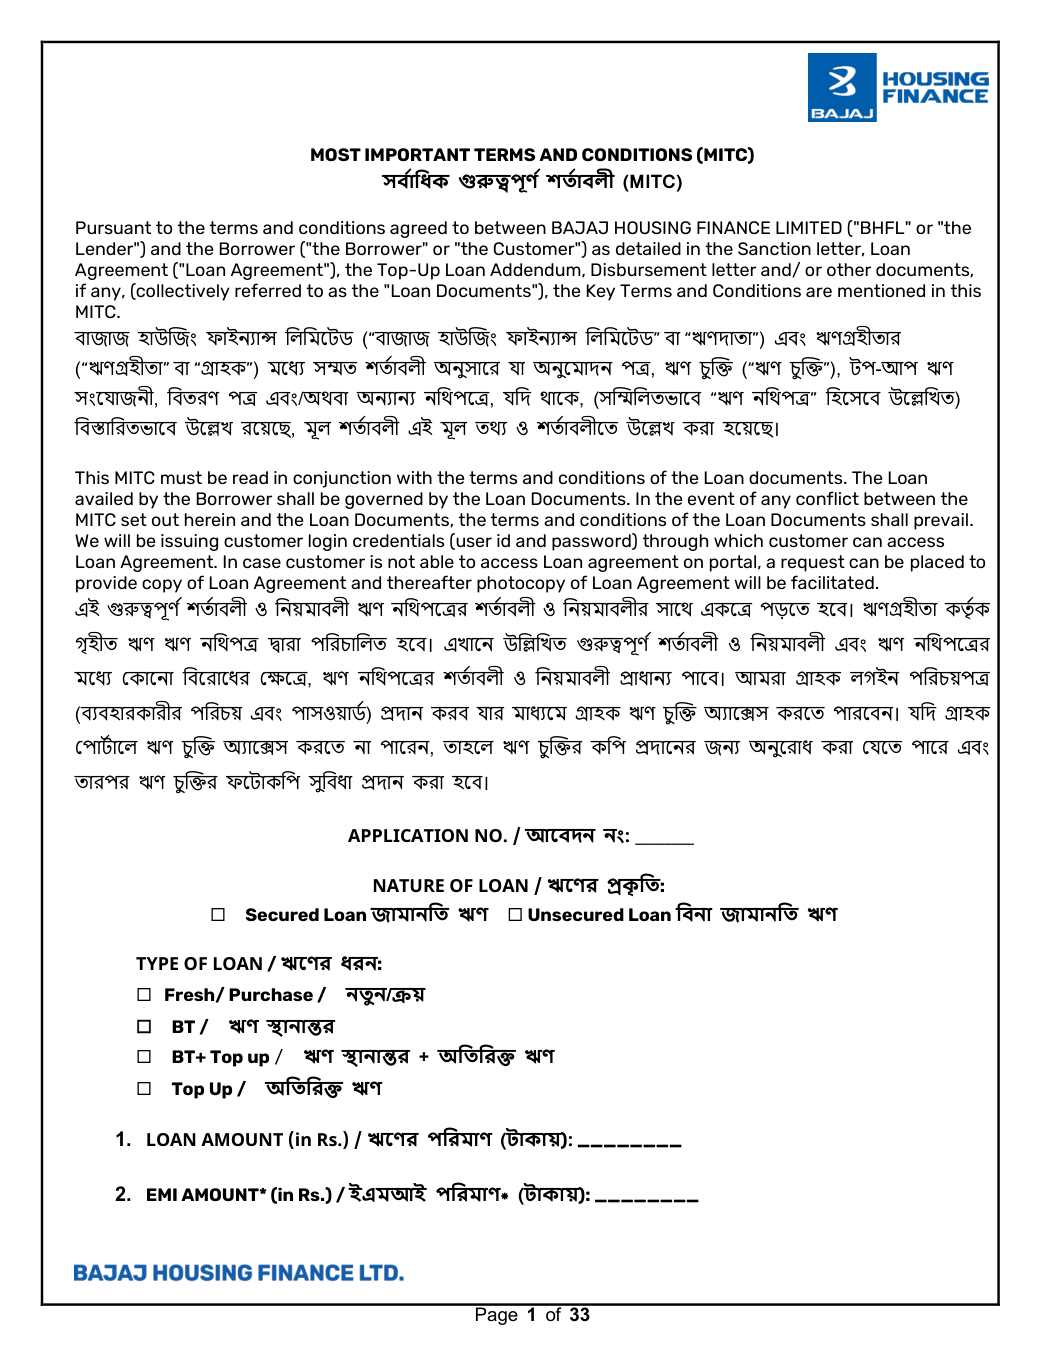 BAJAJ
HOUSING
FINANCE
MOST IMPORTANT TERMS AND CONDITIONS (MITC)
সর্বাধিক গুরুত্বপূর্ণ শর্তাবলী (MITC)
Pursuant to the terms and conditions agreed to between BAJAJ HOUSING FINANCE LIMITED ("BHFL" or "the
Lender") and the Borrower ("the Borrower" or "the Customer") as detailed in the Sanction letter, Loan
Agreement ("Loan Agreement"), the Top-Up Loan Addendum, Disbursement letter and/ or other documents,
if any, (collectively referred to as the "Loan Documents"), the Key Terms and Conditions are mentioned in this
MITC.
বাজাজ হাউজিং ফাইন্যান্স লিমিটেড (“বাজাজ হাউজিং ফাইন্যান্স লিমিটেড” বা “ঋণদাতা”) এবং ঋণগ্রহীতার
(“ঋণগ্রহীতা” বা “গ্রাহক”) মধ্যে সম্মত শর্তাবলী অনুসারে যা অনুমোদন পত্র, ঋণ চুক্তি (“ঋণ চুক্তি”), টপ-আপ ঋণ
সংযোজনী, বিতরণ পত্র এবং/অথবা অন্যান্য নথিপত্রে, যদি থাকে, (সম্মিলিতভাবে “ঋণ নথিপত্র” হিসেবে উল্লেখিত)
বিস্তারিতভাবে উল্লেখ রয়েছে, মূল শর্তাবলী এই মূল তথ্য ও শর্তাবলীতে উল্লেখ করা হয়েছে।
This MITC must be read in conjunction with the terms and conditions of the Loan documents. The Loan
availed by the Borrower shall be governed by the Loan Documents. In the event of any conflict between the
MITC set out herein and the Loan Documents, the terms and conditions of the Loan Documents shall prevail.
We will be issuing customer login credentials (user id and password) through which customer can access
Loan Agreement. In case customer is not able to access Loan agreement on portal, a request can be placed to
provide copy of Loan Agreement and thereafter photocopy of Loan Agreement will be facilitated.
এই গুরুত্বপূর্ণ শর্তাবলী ও নিয়মাবলী ঋণ নথিপত্রের শর্তাবলী ও নিয়মাবলীর সাথে একত্রে পড়তে হবে। ঋণগ্রহীতা কর্তৃক
গৃহীত ঋণ ঋণ নথিপত্র দ্বারা পরিচালিত হবে। এখানে উল্লিখিত গুরুত্বপূর্ণ শর্তাবলী ও নিয়মাবলী এবং ঋণ নথিপত্রের
মধ্যে কোনো বিরোধের ক্ষেত্রে, ঋণ নথিপত্রের শর্তাবলী ও নিয়মাবলী প্রাধান্য পাবে। আমরা গ্রাহক লগইন পরিচয়পত্র
(ব্যবহারকারীর পরিচয় এবং পাসওয়ার্ড) প্রদান করব যার মাধ্যমে গ্রাহক ঋণ চুক্তি অ্যাক্সেস করতে পারবেন। যদি গ্রাহক
পোর্টালে ঋণ চুক্তি অ্যাক্সেস করতে না পারেন, তাহলে ঋণ চুক্তির কপি প্রদানের জন্য অনুরোধ করা যেতে পারে এবং
তারপর ঋণ চুক্তির ফটোকপি সুবিধা প্রদান করা হবে।
APPLICATION NO. / আবেদন নং: ______
NATURE OF LOAN / ঋণের প্রকৃতি:
☐ Secured Loan জামানতি ঋণ ☐ Unsecured Loan বিনা জামানতি ঋণ
TYPE OF LOAN / ঋণের ধরন:
☐ Fresh/ Purchase / নতুন/ক্রয়
☐ BT / ঋণ স্থানান্তর
☐ BT+ Top up / ঋণ স্থানান্তর + অতিরিক্ত ঋণ
☐ Top Up / অতিরিক্ত ঋণ
1. LOAN AMOUNT (in Rs.) / ঋণের পরিমাণ (টাকায়): ________
2. EMI AMOUNT* (in Rs.) / ইএমআই পরিমাণ* (টাকায়): ________
BAJAJ HOUSING FINANCE LTD.
Page 1 of 33